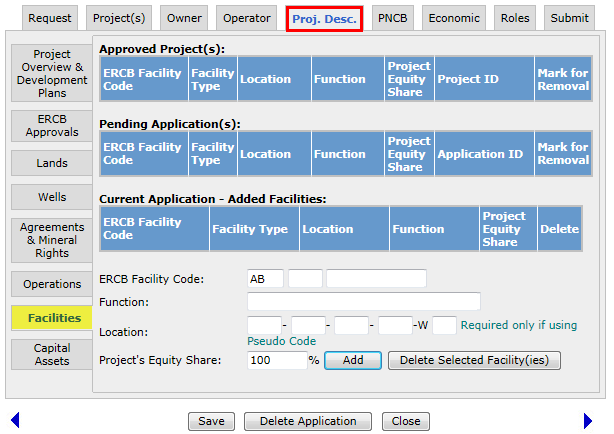 Request Project(s) Owner Operator Proj. Desc. PNCB Economic Roles Submit
Project
Overview &
Development
Plans
ERCB
Approvals
Lands
Wells
Agreements
& Mineral
Rights
Operations
Facilities
Capital
Assets
Approved Project(s):
ERCB Facility Code Facility Type Location Function Project Equity Share Project ID Mark for Removal
Pending Application(s):
ERCB Facility Code Facility Type Location Function Project Equity Share Application ID Mark for Removal
Current Application - Added Facilities:
ERCB Facility Code Facility Type Location Function Project Equity Share Delete
ERCB Facility Code: AB
Function:
Location: - - - -W Required only if using
Pseudo Code
Project's Equity Share: 100 % Add Delete Selected Facility(ies)
Save Delete Application Close